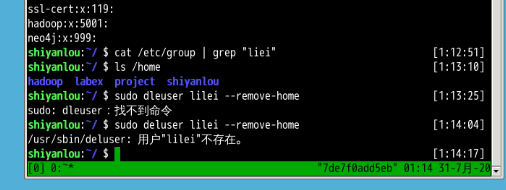 ssl-cert:x:119:
hadoop:x:5001:
neo4j:x:999:
shiyanlou:~/ $ cat /etc/group | grep "liei" [1:12:51]
shiyanlou:~/ $ ls /home [1:13:10]
hadoop labex project shiyanlou
shiyanlou:~/ $ sudo dleuser lilei --remove-home [1:13:25]
sudo: dleuser：找不到命令
shiyanlou:~/ $ sudo deluser lilei --remove-home [1:14:04]
/usr/sbin/deluser: 用户"lilei"不存在。
shiyanlou:~/ $ [1:14:17]
[0] 0:~* "7de7f0add5eb" 01:14 31-7月-20